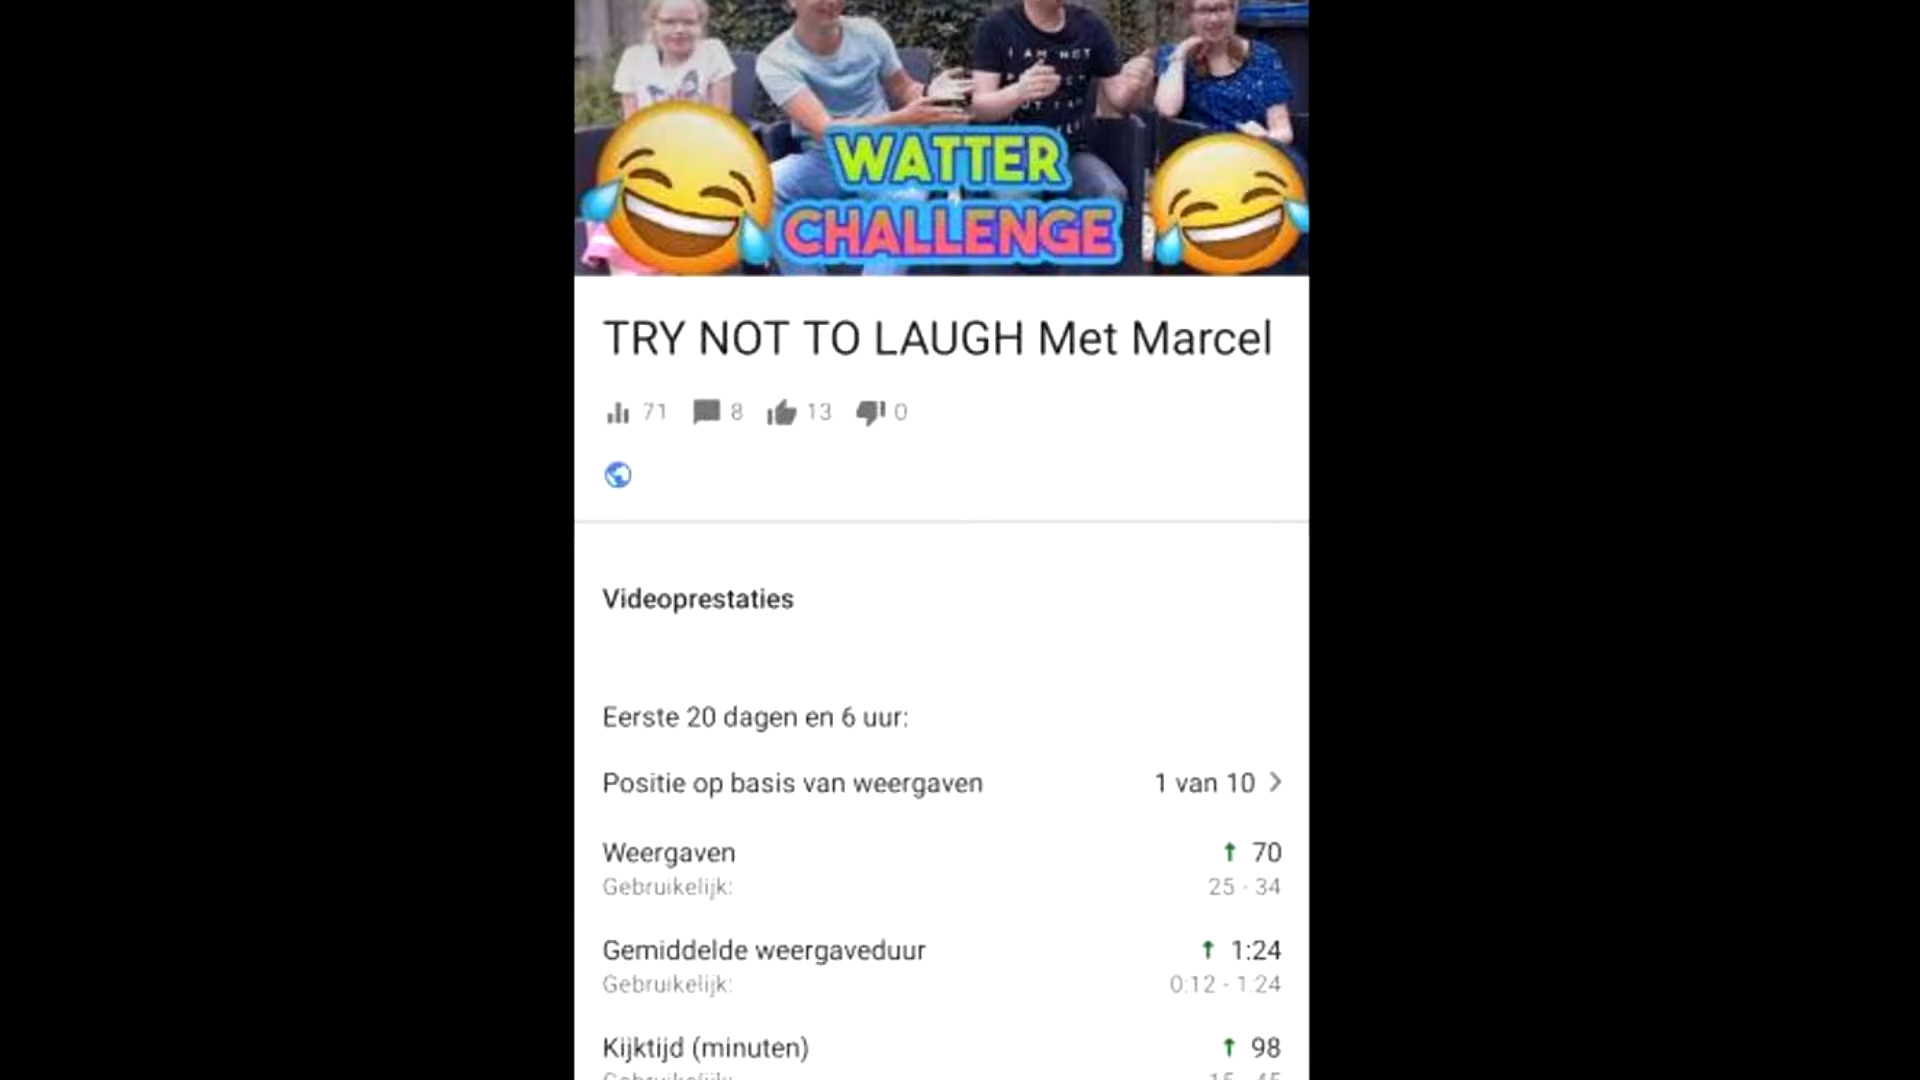 I AM NOT
WATTER
CHALLENGE
TRY NOT TO LAUGH Met Marcel
71 8 13 0
Videoprestaties
Eerste 20 dagen en 6 uur:
Positie op basis van weergaven 1 van 10
Weergaven 70
Gebruikelijk: 25 - 34
Gemiddelde weergaveduur 1:24
Gebruikelijk: 0:12 - 1:24
Kijktijd (minuten) 98